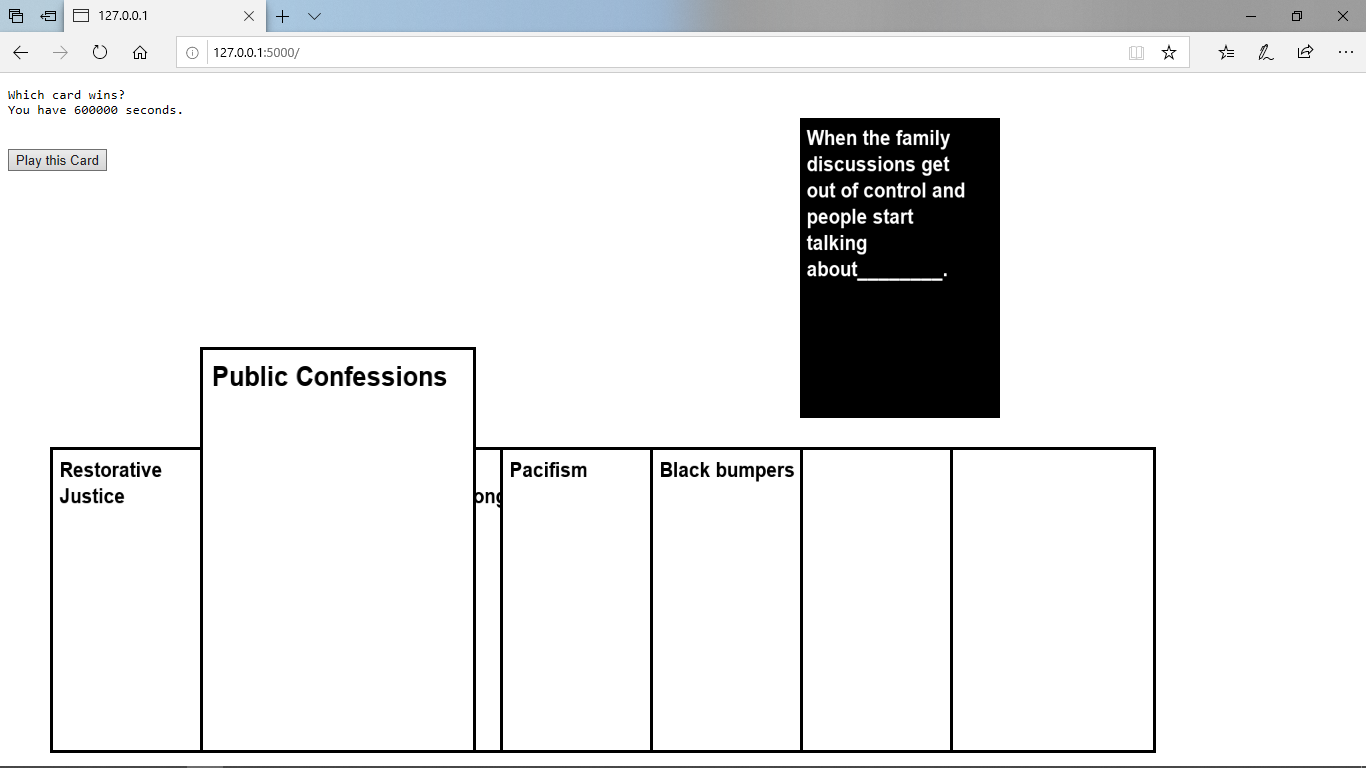 127.0.0.1
127.0.0.1:5000/
Which card wins?
You have 600000 seconds.
Play this Card
When the family
discussions get
out of control and
people start
talking
about________.
Public Confessions
Restorative
Justice
Pacifism
Black bumpers